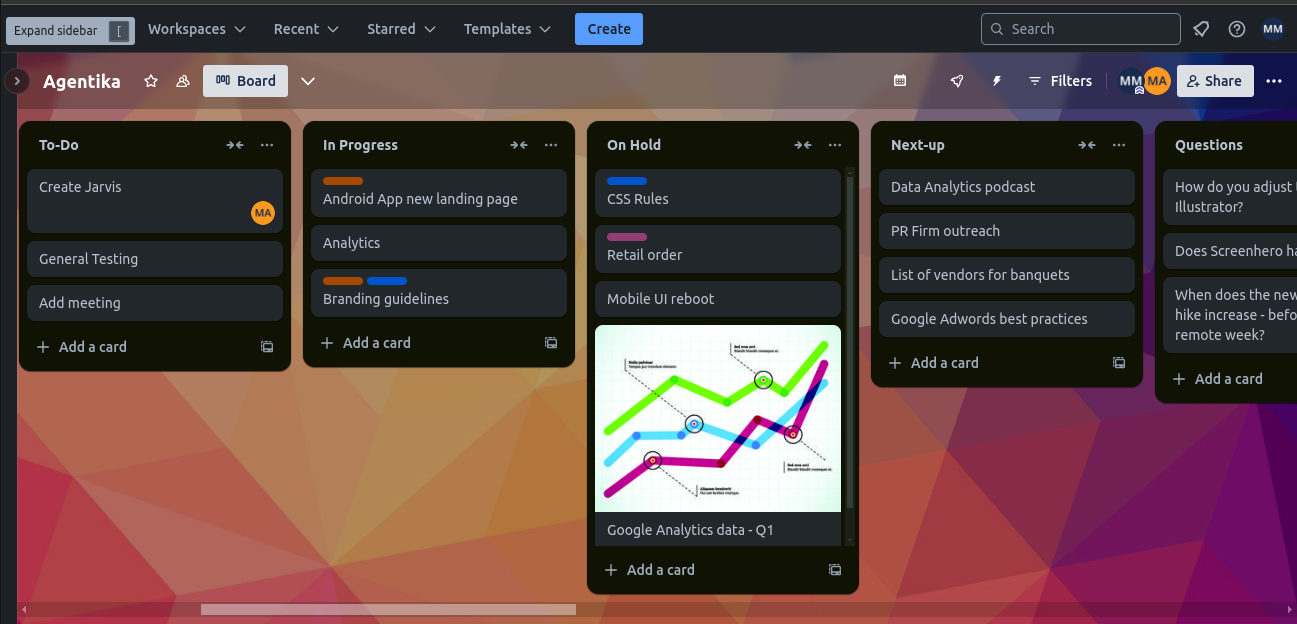 Expand sidebar [
Workspaces
Recent
Starred
Templates
Create
Search
MM
Agentika
Board
Filters
MM
MA
Share
To-Do
Create Jarvis
MA
General Testing
Add meeting
Add a card
In Progress
Android App new landing page
Analytics
Branding guidelines
Add a card
On Hold
CSS Rules
Retail order
Mobile UI reboot
Google Analytics data - Q1
Add a card
Next-up
Data Analytics podcast
PR Firm outreach
List of vendors for banquets
Google Adwords best practices
Add a card
Questions
How do you adjust
Illustrator?
Does Screenhero ha
When does the new
hike increase - befo
remote week?
Add a card